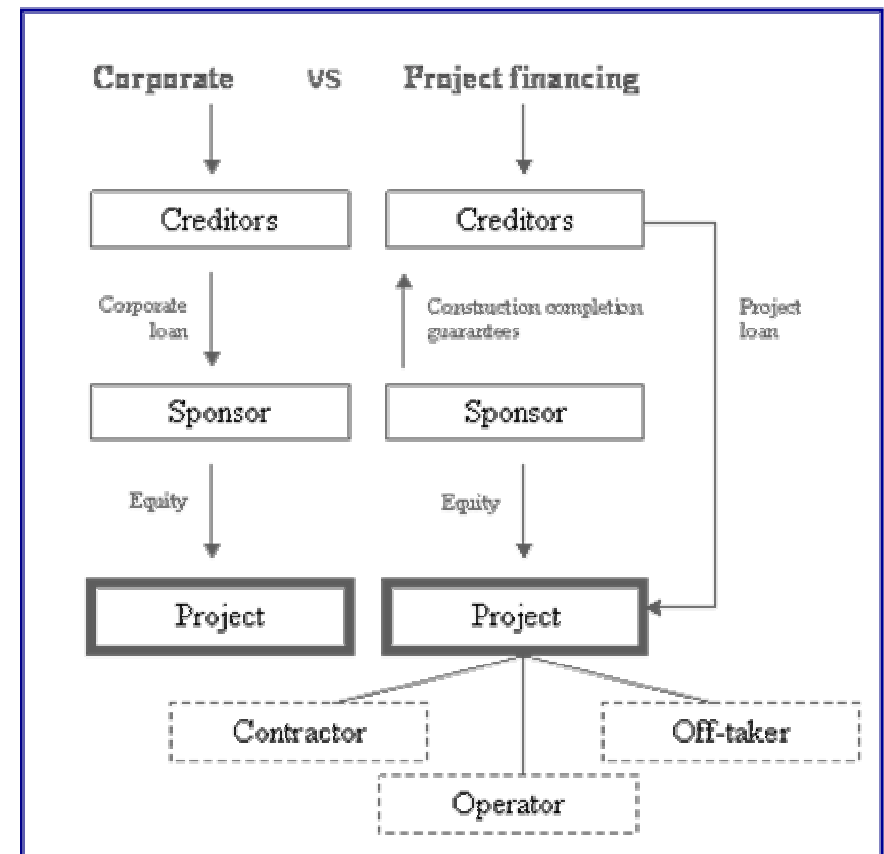 Corporate VS Project financing
Creditors Creditors
Corporate
loan
Construction completion
guarardees
Project
loan
Sponsor Sponsor
Equity Equity
Project Project
Contractor Off-taker
Operator